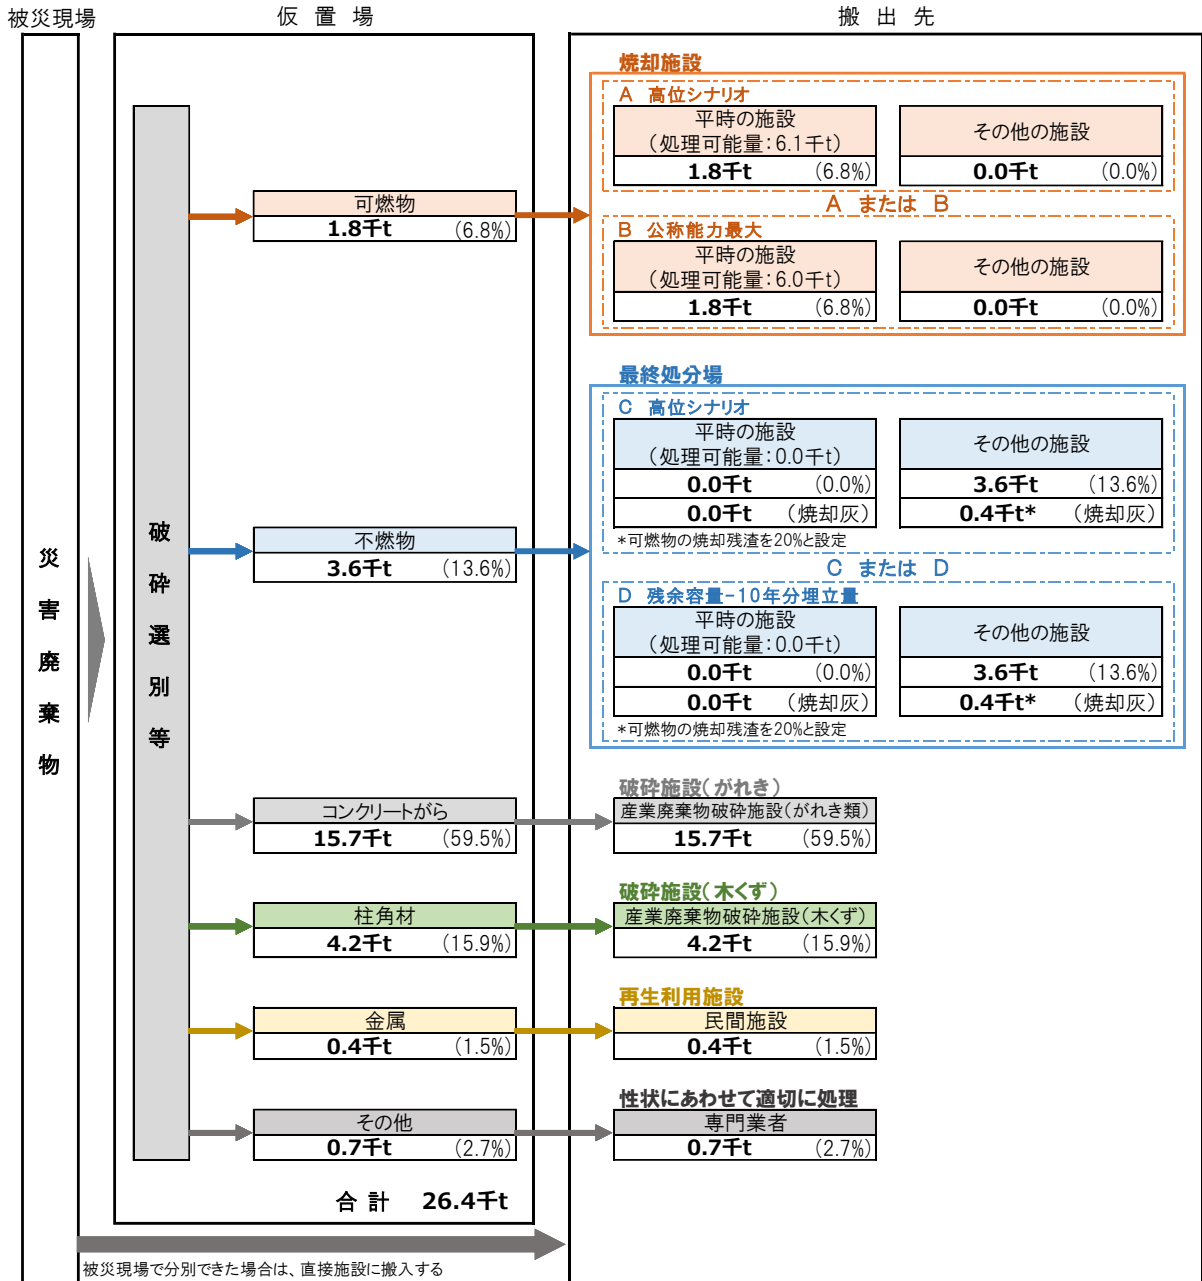 被災現場
仮 置 場
搬 出 先
災害廃棄物
破砕選別等
可燃物
1.8千t (6.8%)
不燃物
3.6千t (13.6%)
コンクリートがら
15.7千t (59.5%)
柱角材
4.2千t (15.9%)
金属
0.4千t (1.5%)
その他
0.7千t (2.7%)
合 計 26.4千t
焼却施設
A 高位シナリオ
平時の施設
(処理可能量:6.1千t)
1.8千t (6.8%)
その他の施設
0.0千t (0.0%)
A または B
B 公称能力最大
平時の施設
(処理可能量:6.0千t)
1.8千t (6.8%)
その他の施設
0.0千t (0.0%)
最終処分場
C 高位シナリオ
平時の施設
(処理可能量:0.0千t)
0.0千t (0.0%)
0.0千t (焼却灰)
その他の施設
3.6千t (13.6%)
0.4千t* (焼却灰)
*可燃物の焼却残渣を20%と設定
C または D
D 残余容量-10年分埋立量
平時の施設
(処理可能量:0.0千t)
0.0千t (0.0%)
0.0千t (焼却灰)
その他の施設
3.6千t (13.6%)
0.4千t* (焼却灰)
*可燃物の焼却残渣を20%と設定
破砕施設(がれき)
産業廃棄物破砕施設(がれき類)
15.7千t (59.5%)
破砕施設(木くず)
産業廃棄物破砕施設(木くず)
4.2千t (15.9%)
再生利用施設
民間施設
0.4千t (1.5%)
性状にあわせて適切に処理
専門業者
0.7千t (2.7%)
被災現場で分別できた場合は、直接施設に搬入する